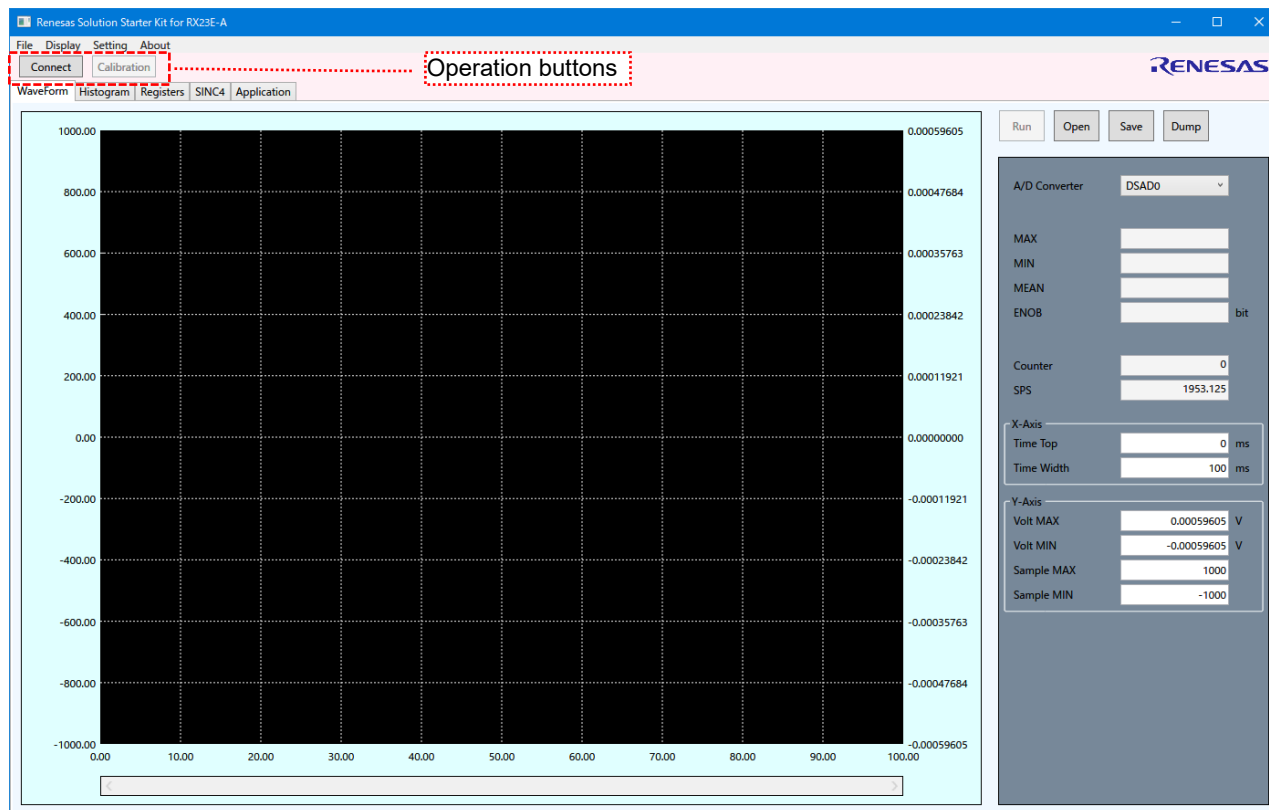 Renesas Solution Starter Kit for RX23E-A
File Display Setting About
Connect Calibration Operation buttons RENESAS
WaveForm Histogram Registers SINC4 Application
Run Open Save Dump
1000.00 0.00059605
A/D Converter DSAD0
800.00 0.00047684
MAX
600.00 0.00035763
MIN
MEAN
400.00 0.00023842
ENOB bit
Counter 0
200.00 0.00011921
SPS 1953.125
X-Axis
0.00 0.00000000
Time Top 0 ms
Time Width 100 ms
-200.00 -0.00011921
Y-Axis
Volt MAX 0.00059605 V
Volt MIN -0.00059605 V
-400.00 -0.00023842
Sample MAX 1000
Sample MIN -1000
-600.00 -0.00035763
-800.00 -0.00047684
-1000.00 -0.00059605
0.00 10.00 20.00 30.00 40.00 50.00 60.00 70.00 80.00 90.00 100.00